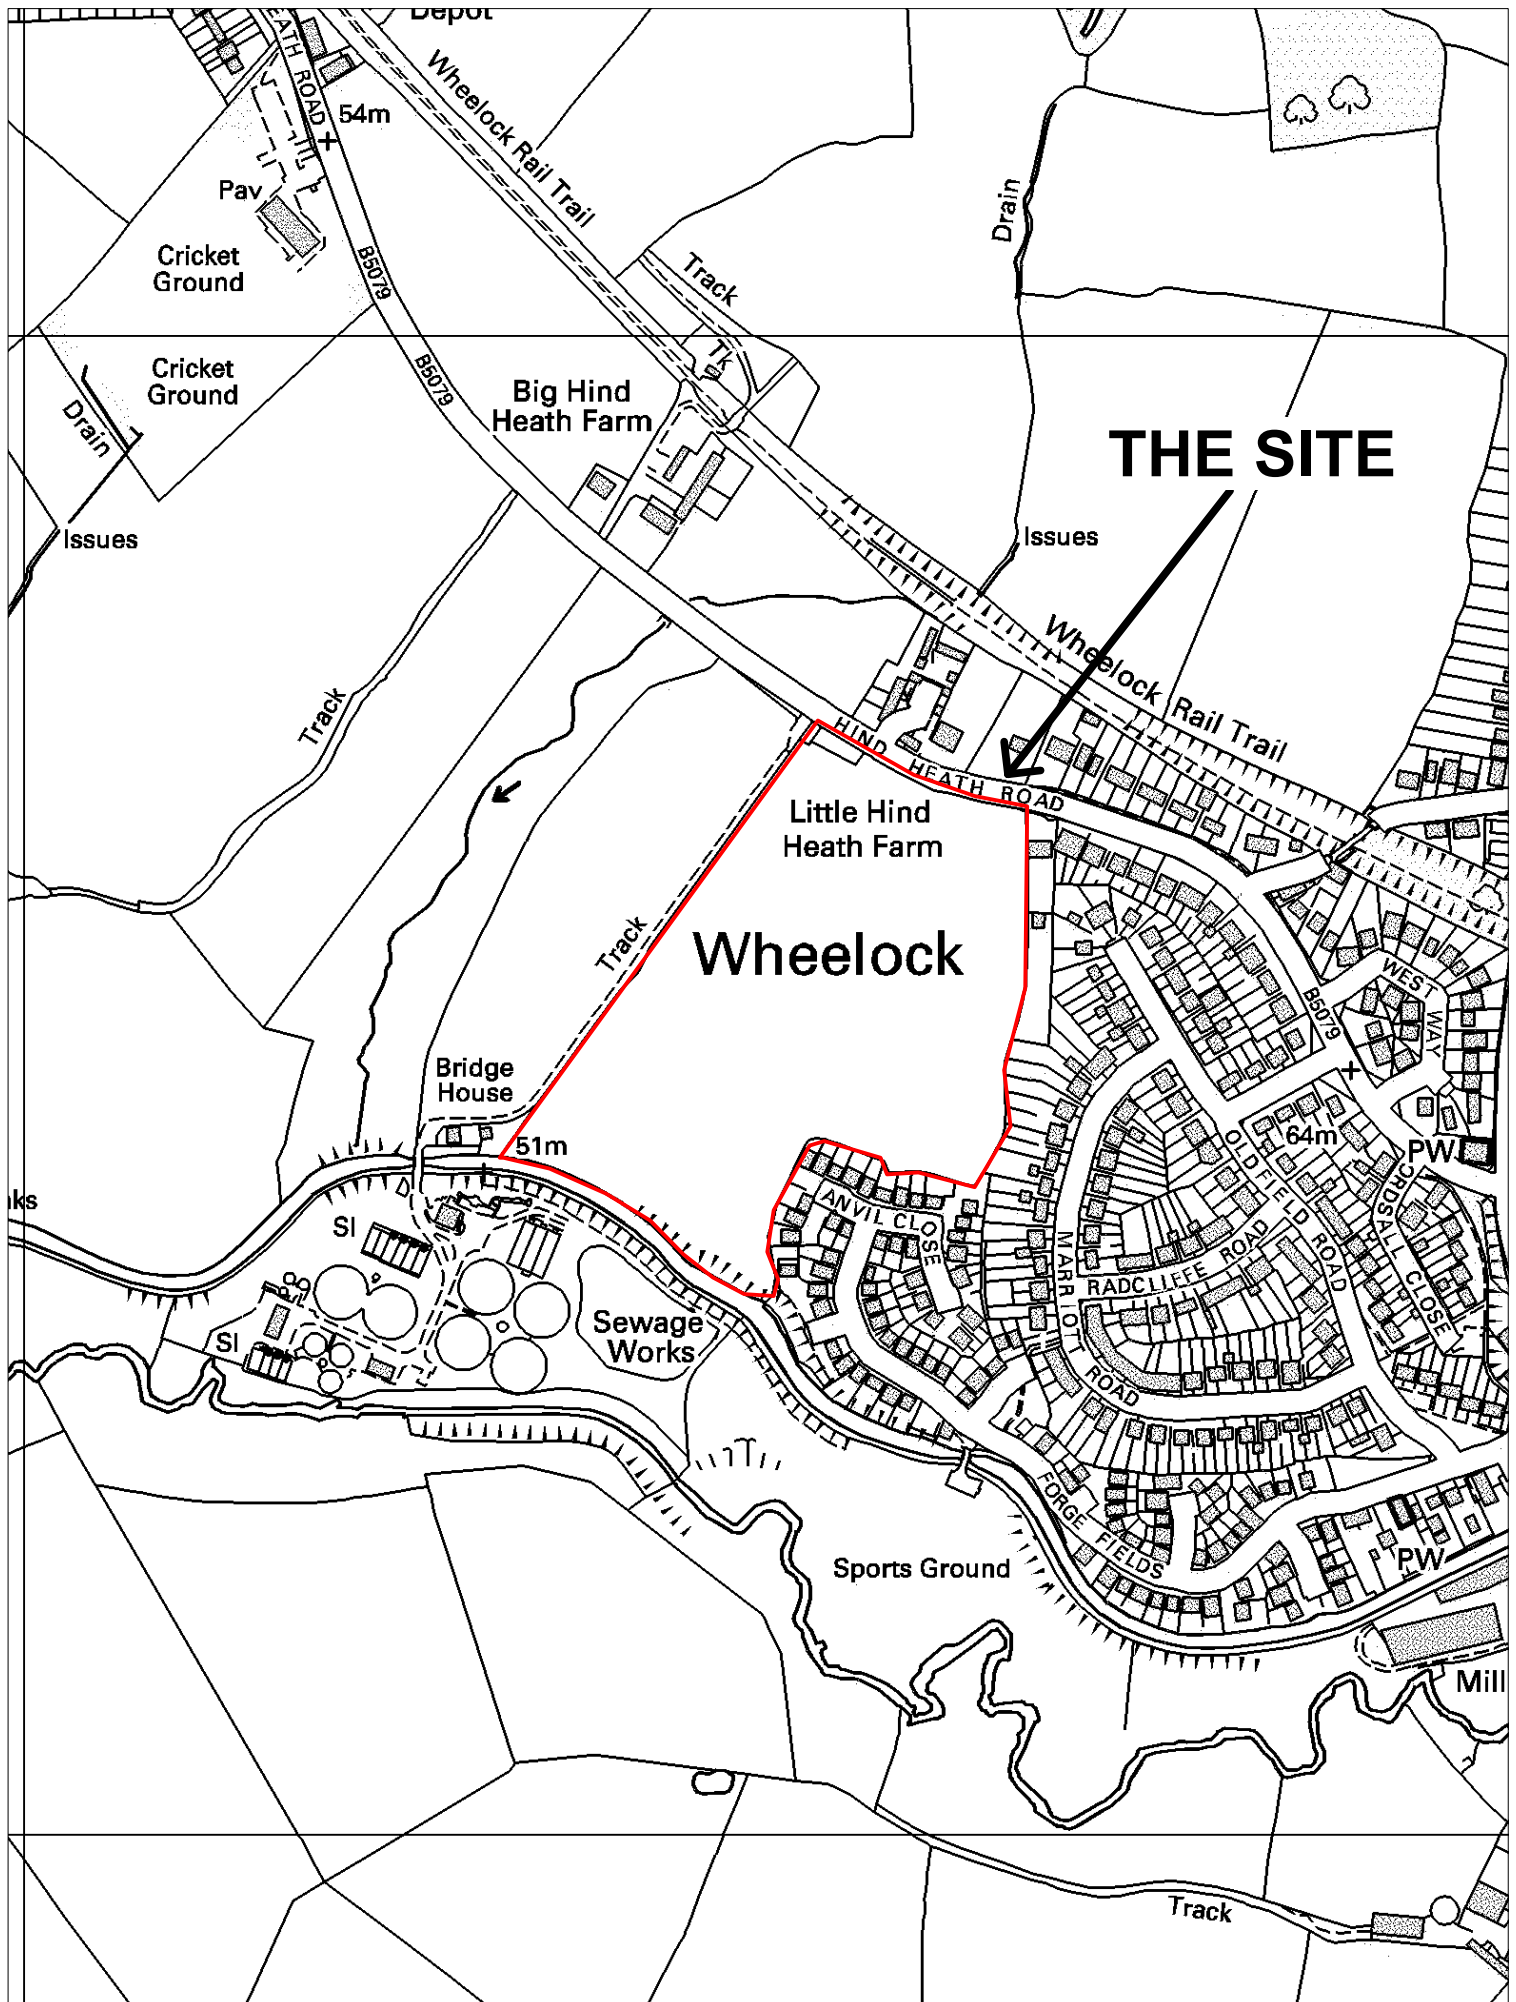 Depot
EATH ROAD
54m
Wheelock Rail Trail
Pav
Cricket
Ground
B5079
Drain
Track
Cricket
Ground
B5079
Tk
Big Hind
Heath Farm
Drain
THE SITE
Issues
Issues
Wheelock Rail Trail
Track
HIND HEATH ROAD
Little Hind
Heath Farm
Track
Wheelock
WEST WAY
B5079
Bridge
House
51m
64m
PW
OLDFIELD ROAD
CORDSALL CLOSE
ANVIL CLOSE
D
SI
RADCLIFFE ROAD
MARRIOT ROAD
Sewage
Works
SI
FORGE FIELDS
Sports Ground
PW
Mill
Track